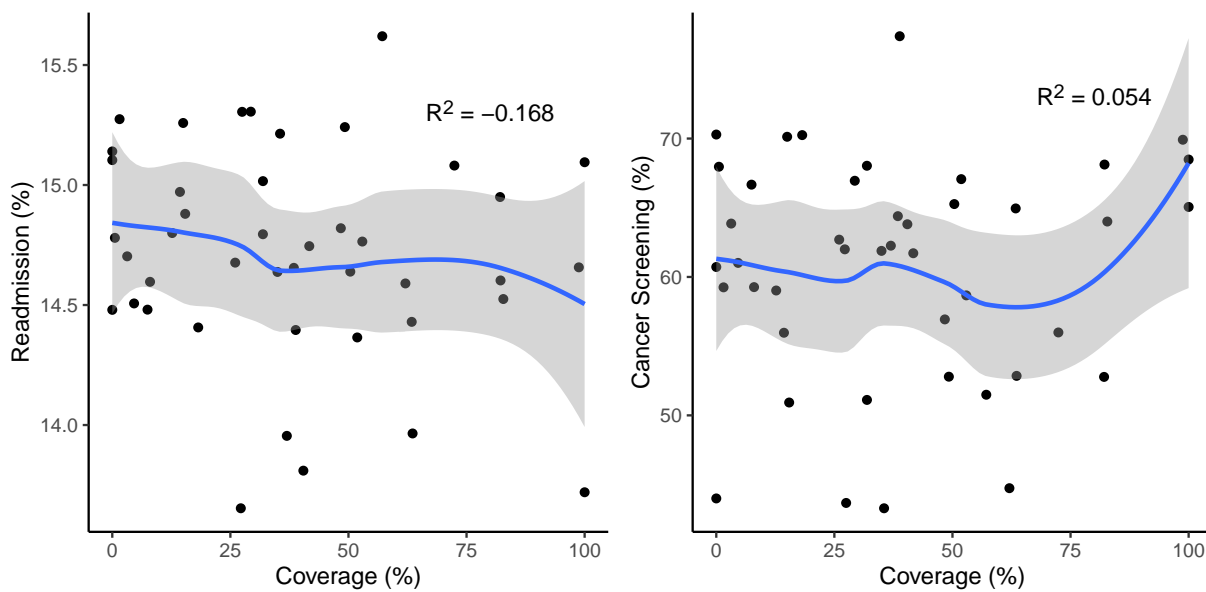 Readmission (%)
15.5
15.0
14.5
14.0
R² = −0.168
0 25 50 75 100
Coverage (%)
Cancer Screening (%)
70
60
50
R² = 0.054
0 25 50 75 100
Coverage (%)